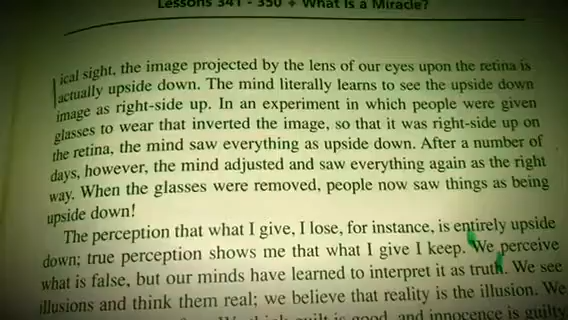 Lessons 341 - 350 + What Is a Miracle?
ical sight, the image projected by the lens of our eyes upon the retina is
actually upside down. The mind literally learns to see the upside down
image as right-side up. In an experiment in which people were given
glasses to wear that inverted the image, so that it was right-side up on
the retina, the mind saw everything as upside down. After a number of
days, however, the mind adjusted and saw everything again as the right
way. When the glasses were removed, people now saw things as being
upside down!
The perception that what I give, I lose, for instance, is entirely upside
down; true perception shows me that what I give I keep. We perceive
what is false, but our minds have learned to interpret it as truth. We see
illusions and think them real; we believe that reality is the illusion. We
guilt is good, and innocence is guilty